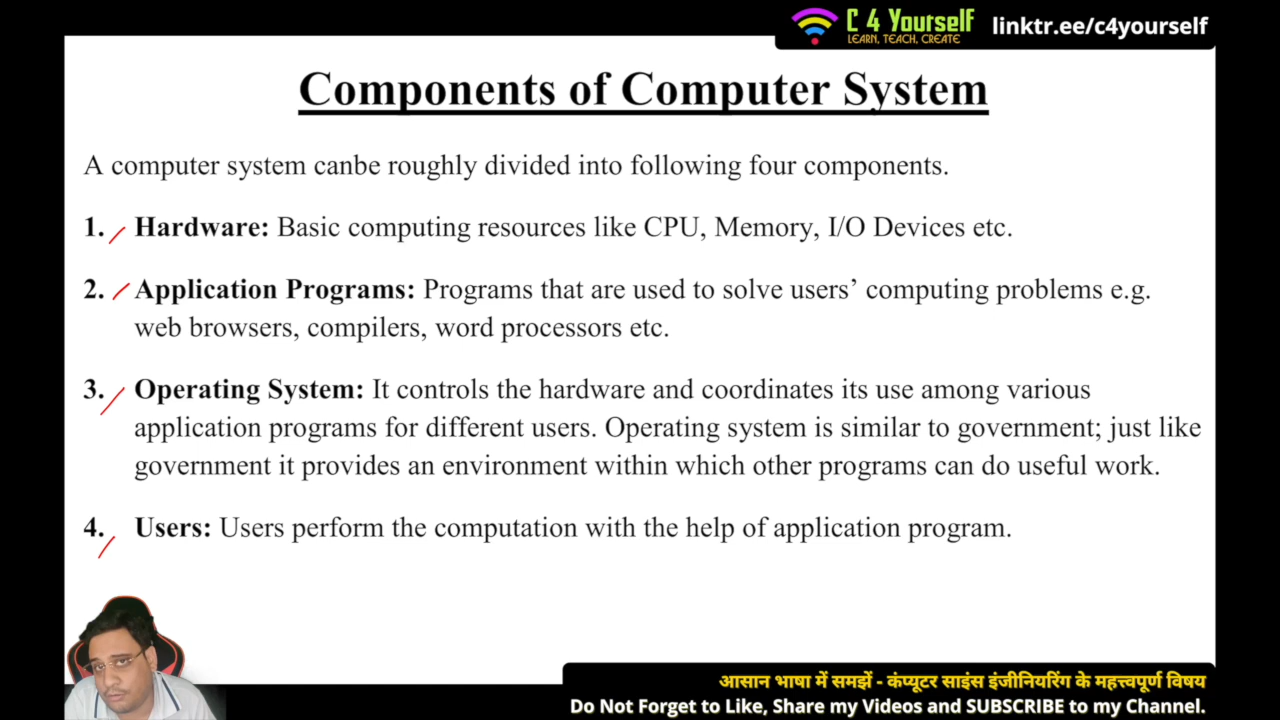 C 4 Yourself
LEARN, TEACH, CREATE
linktr.ee/c4yourself
Components of Computer System
A computer system canbe roughly divided into following four components.
1. Hardware: Basic computing resources like CPU, Memory, I/O Devices etc.
2. Application Programs: Programs that are used to solve users’ computing problems e.g.
web browsers, compilers, word processors etc.
3. Operating System: It controls the hardware and coordinates its use among various
application programs for different users. Operating system is similar to government; just like
government it provides an environment within which other programs can do useful work.
4. Users: Users perform the computation with the help of application program.
आसान भाषा में समझें - कंप्यूटर साइंस इंजीनियरिंग के महत्त्वपूर्ण विषय
Do Not Forget to Like, Share my Videos and SUBSCRIBE to my Channel.